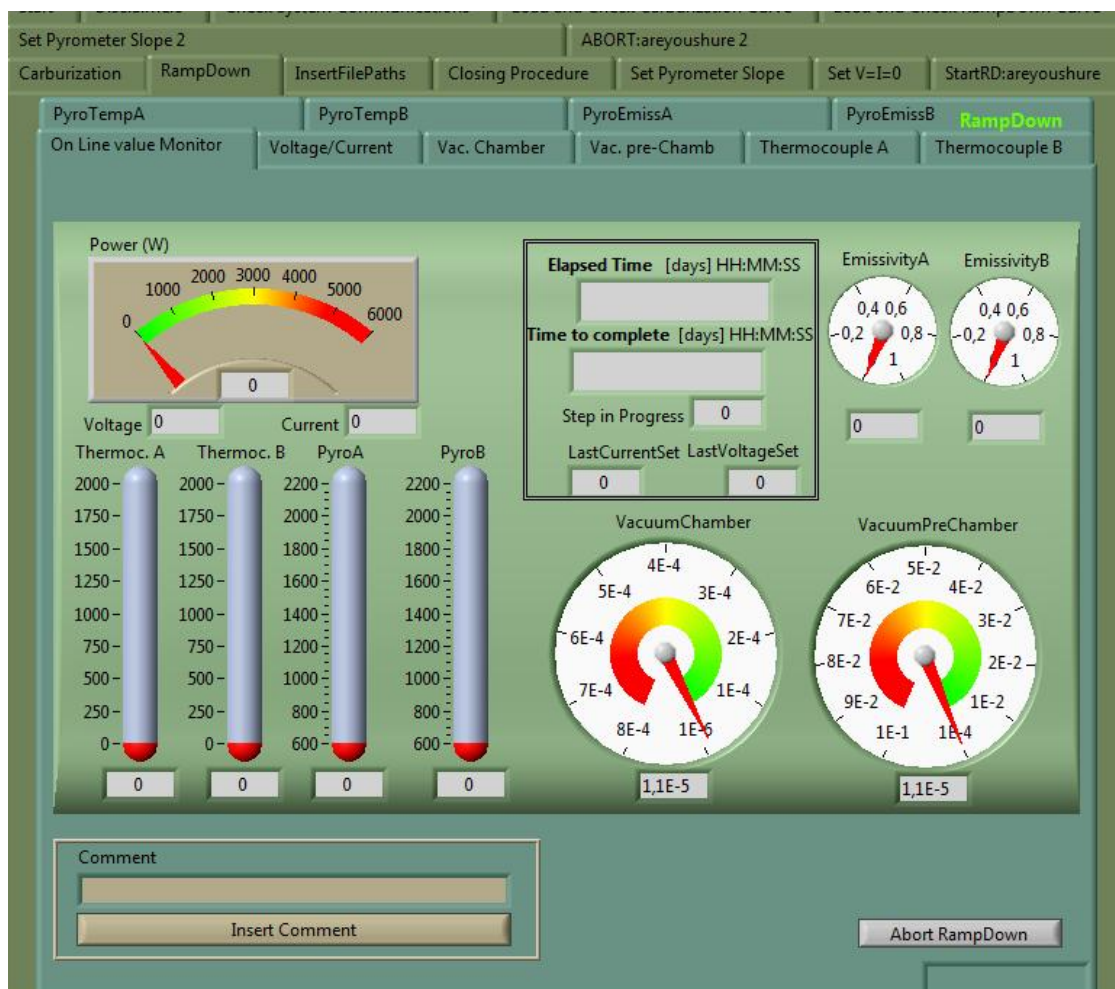 Set Pyrometer Slope 2 ABORT:areyoushure 2
Carburization RampDown InsertFilePaths Closing Procedure Set Pyrometer Slope Set V=I=0 StartRD:areyoushure
PyroTempA PyroTempB PyroEmissA PyroEmissB RampDown
On Line value Monitor Voltage/Current Vac. Chamber Vac. pre-Chamb Thermocouple A Thermocouple B
Power (W)
0 1000 2000 3000 4000 5000 6000
0
Voltage 0 Current 0
Elapsed Time [days] HH:MM:SS
Time to complete [days] HH:MM:SS
Step in Progress 0
LastCurrentSet LastVoltageSet
0 0
EmissivityA EmissivityB
0,4 0,6 0,4 0,6
-0,2 0,8- -0,2 0,8-
1 1
0 0
Thermoc. A Thermoc. B PyroA PyroB
2000 2000 2200 2200
1750 1750 2000 2000
1500 1500 1800 1800
1250 1250 1600 1600
1000 1000 1400 1400
750 750 1200 1200
500 500 1000 1000
250 250 800 800
0 0 600 600
0 0 0 0
VacuumChamber
4E-4
5E-4 3E-4
6E-4 2E-4
7E-4 1E-4
8E-4
1,1E-5
VacuumPreChamber
5E-2
6E-2 4E-2
7E-2 3E-2
8E-2 2E-2
9E-2 1E-2
1E-1 1E-4
1,1E-5
Comment
Insert Comment
Abort RampDown